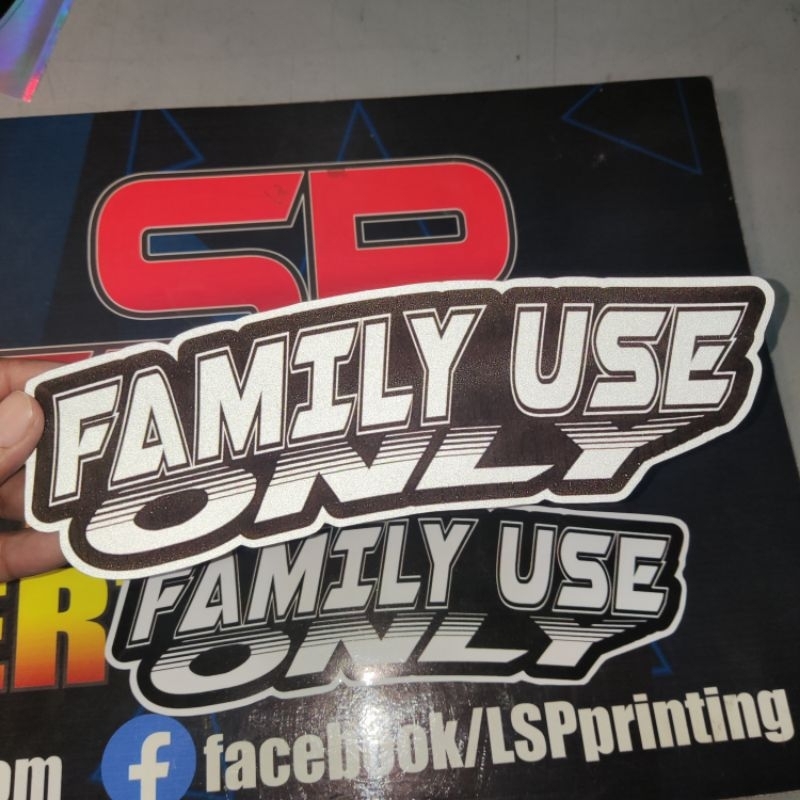 SP
FAMILY USE
ONLY
FAMILY USE
ONLY
ER
om
f facebook/LSPprinting